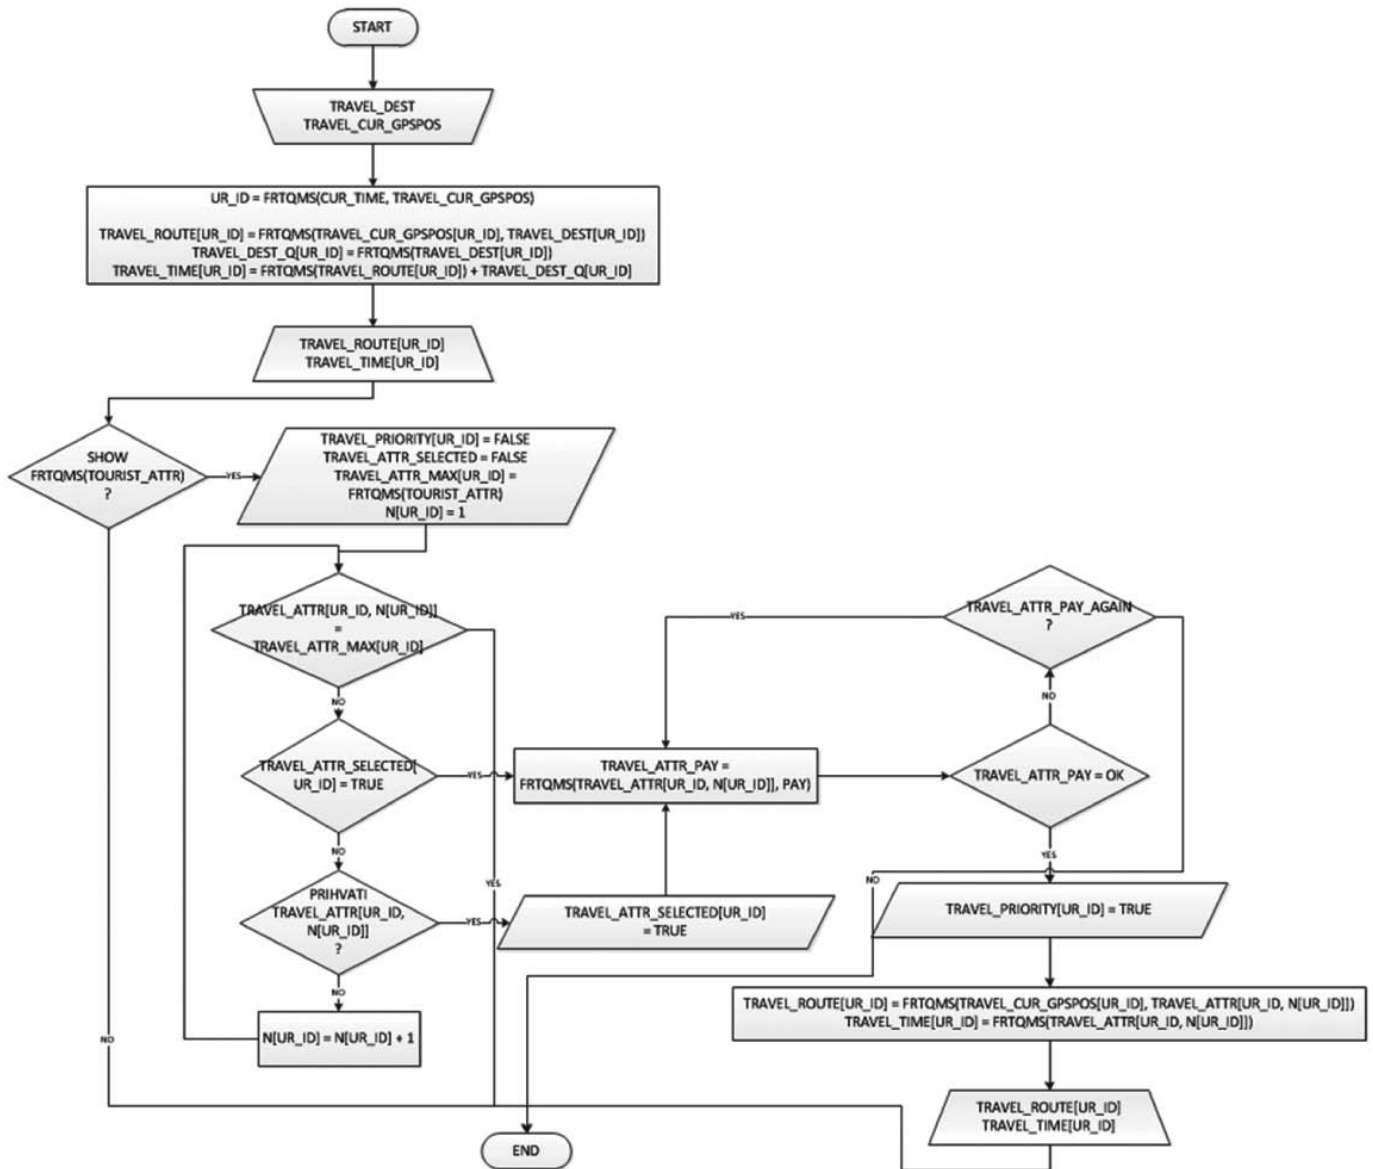 START
TRAVEL_DEST
TRAVEL_CUR_GPSPOS
UR_ID = FRTQMS(CUR_TIME, TRAVEL_CUR_GPSPOS)
TRAVEL_ROUTE[UR_ID] = FRTQMS(TRAVEL_CUR_GPSPOS[UR_ID], TRAVEL_DEST[UR_ID])
TRAVEL_DEST_Q[UR_ID] = FRTQMS(TRAVEL_DEST[UR_ID])
TRAVEL_TIME[UR_ID] = FRTQMS(TRAVEL_ROUTE[UR_ID]) + TRAVEL_DEST_Q[UR_ID]
TRAVEL_ROUTE[UR_ID]
TRAVEL_TIME[UR_ID]
SHOW
FRTQMS(TOURIST_ATTR)
?
YES
TRAVEL_PRIORITY[UR_ID] = FALSE
TRAVEL_ATTR_SELECTED = FALSE
TRAVEL_ATTR_MAX[UR_ID] =
FRTQMS(TOURIST_ATTR)
N[UR_ID] = 1
TRAVEL_ATTR[UR_ID, N[UR_ID]]
=
TRAVEL_ATTR_MAX[UR_ID]
NO
YES
TRAVEL_ATTR_SELECTED[
UR_ID] = TRUE
YES
NO
PRIHVATI
TRAVEL_ATTR[UR_ID,
N[UR_ID]]
?
YES
NO
N[UR_ID] = N[UR_ID] + 1
NO
TRAVEL_ATTR_SELECTED[UR_ID]
= TRUE
TRAVEL_ATTR_PAY =
FRTQMS(TRAVEL_ATTR[UR_ID, N[UR_ID]], PAY)
TRAVEL_ATTR_PAY = OK
NO
TRAVEL_ATTR_PAY_AGAIN
?
YES
NO
YES
TRAVEL_PRIORITY[UR_ID] = TRUE
TRAVEL_ROUTE[UR_ID] = FRTQMS(TRAVEL_CUR_GPSPOS[UR_ID], TRAVEL_ATTR[UR_ID, N[UR_ID]])
TRAVEL_TIME[UR_ID] = FRTQMS(TRAVEL_ATTR[UR_ID, N[UR_ID]])
TRAVEL_ROUTE[UR_ID]
TRAVEL_TIME[UR_ID]
END